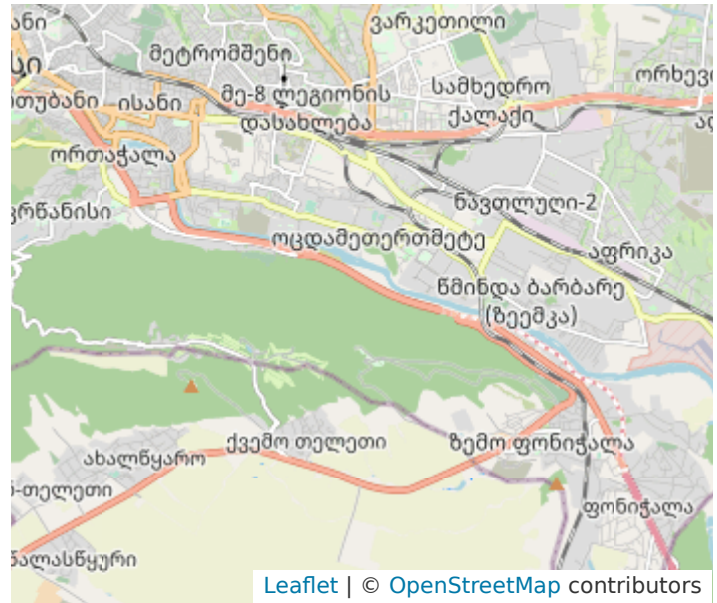 ვარკეთილი
მეტრომშენი
ორხევი
სამხედრო
ქალაქი
მე-8 ლეგიონის
დასახლება
ისანი
ორთაჭალა
ნავთლუღი-2
ოცდამეთერთმეტე
აფრიკა
წმინდა ბარბარე
(ზეემკა)
ქვემო თელეთი
ზემო ფონიჭალა
ახალწყარო
ფონიჭალა
Leaflet | © OpenStreetMap contributors